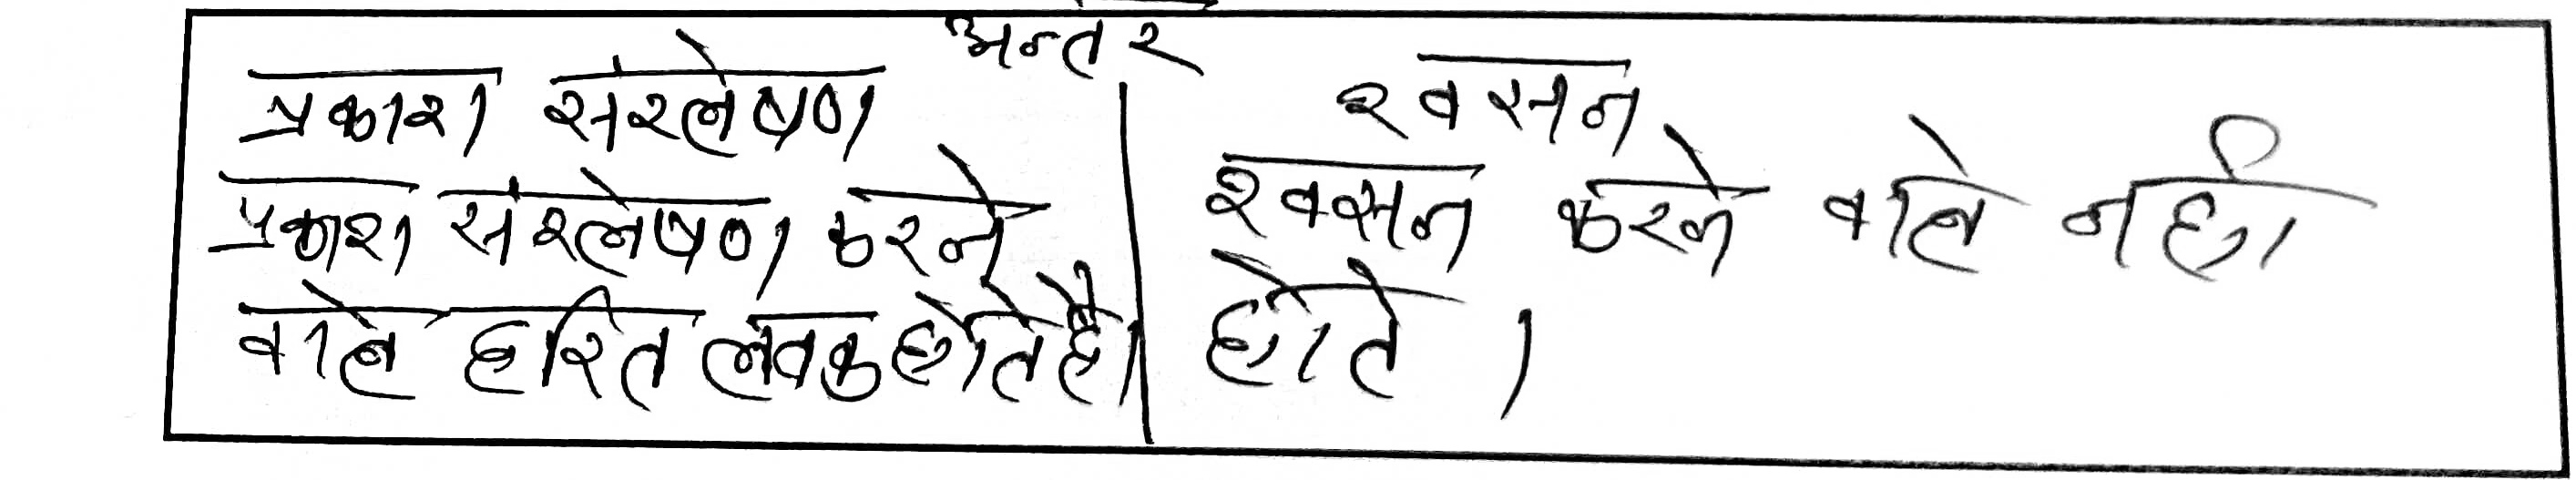 अन्तर
प्रकाश संश्लेषण
प्रकाश संश्लेषण करने
वाले हरित लवक होते है।
श्वसन
श्वसन करने वाले नहीं
होते ।